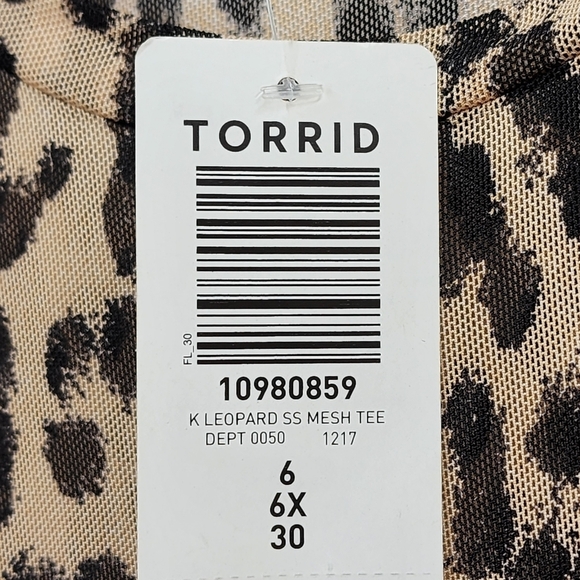 TORRID
FL_30
10980859
K LEOPARD SS MESH TEE
DEPT 0050 1217
6
6X
30